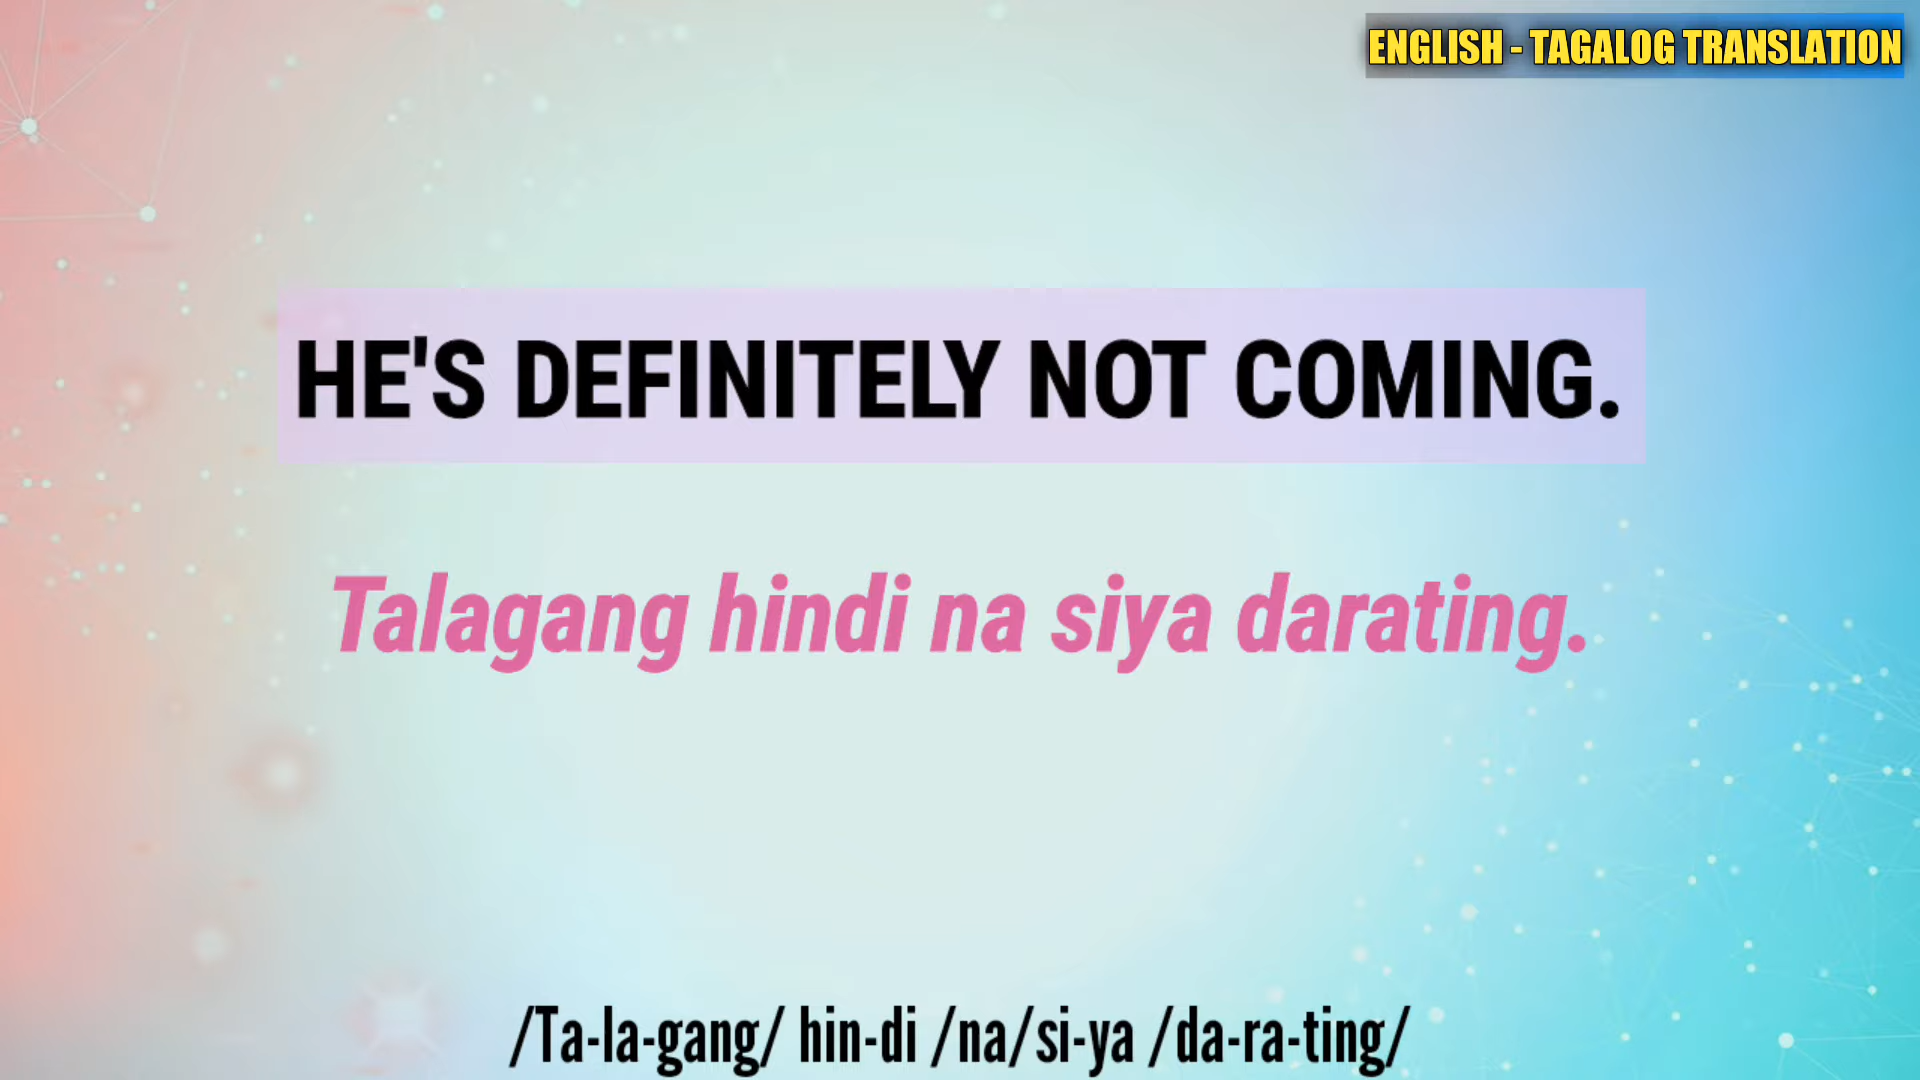 ENGLISH - TAGALOG TRANSLATION
HE'S DEFINITELY NOT COMING.
Talagang hindi na siya darating.
/Ta-la-gang/ hin-di /na/si-ya /da-ra-ting/